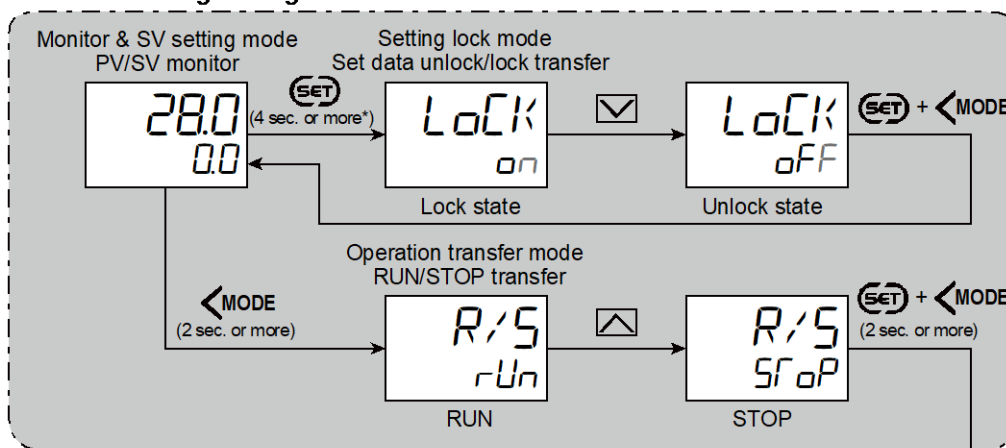 Monitor & SV setting mode
PV/SV monitor
Setting lock mode
Set data unlock/lock transfer
28.0
0.0
SET
(4 sec. or more*)
LoCK
on
Lock state
LoCK
oFF
Unlock state
SET + <MODE
Operation transfer mode
RUN/STOP transfer
<MODE
(2 sec. or more)
R/S
rUn
RUN
R/S
SToP
STOP
SET + <MODE
(2 sec. or more)